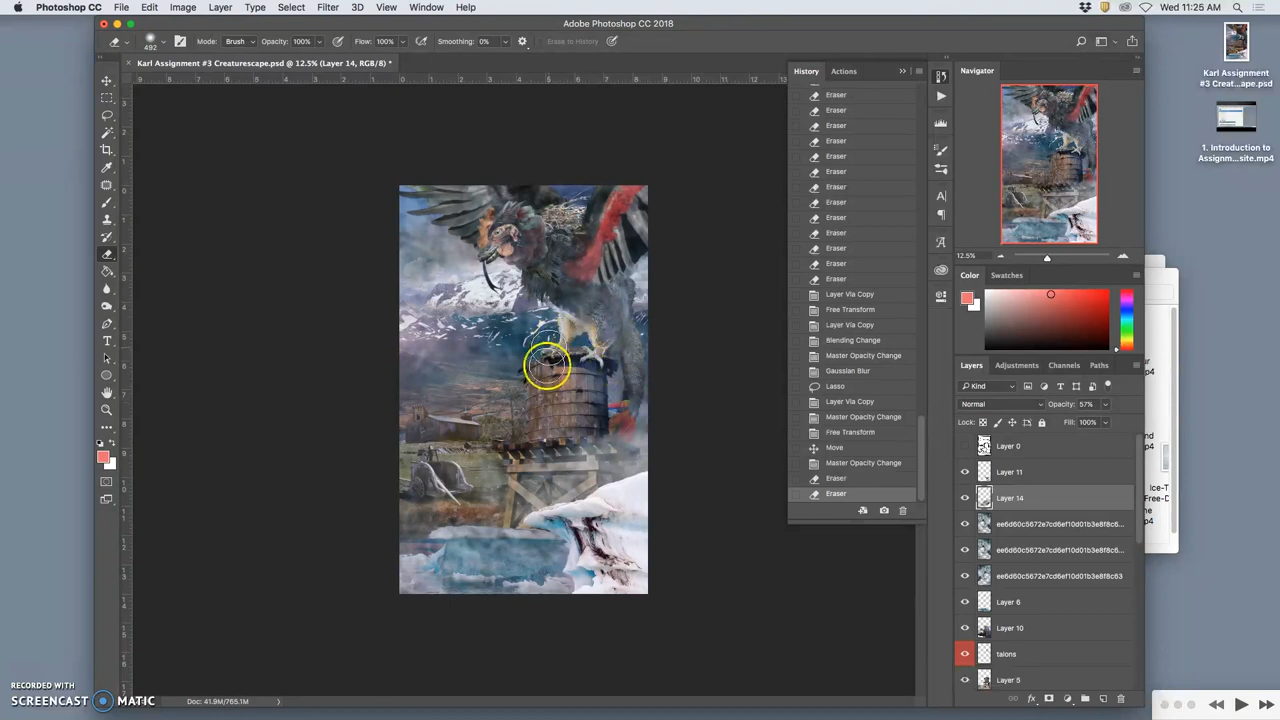 Photoshop CC File Edit Image Layer Type Select Filter 3D View Window Help
Wed 11:25 AM
Adobe Photoshop CC 2018
492 Mode: Brush Opacity: 100% Flow: 100% Smoothing: 0% Erase to History
Karl Assignment #3 Creaturescape.psd @ 12.5% (Layer 14, RGB/8) *
History Actions
Eraser
Eraser
Eraser
Eraser
Eraser
Eraser
Eraser
Eraser
Eraser
Eraser
Eraser
Eraser
Eraser
Layer Via Copy
Free Transform
Layer Via Copy
Blending Change
Master Opacity Change
Gaussian Blur
Lasso
Layer Via Copy
Master Opacity Change
Free Transform
Move
Master Opacity Change
Eraser
Eraser
Navigator
12.5%
Color Swatches
Layers Adjustments Channels Paths
Kind
Normal Opacity: 57%
Lock: Fill: 100%
Layer 0
Layer 11
Layer 14
ee6d60c5672e7cd6ef10d01b3e8f8c6...
ee6d60c5672e7cd6ef10d01b3e8f8c6...
ee6d60c5672e7cd6ef10d01b3e8f8c63
Layer 6
Layer 10
talons
Layer 5
Karl Assignment
#3 Creat...ape.psd
1. Introduction to
Assignm...site.mp4
Doc: 41.9M/765.1M
RECORDED WITH
SCREENCAST MATIC